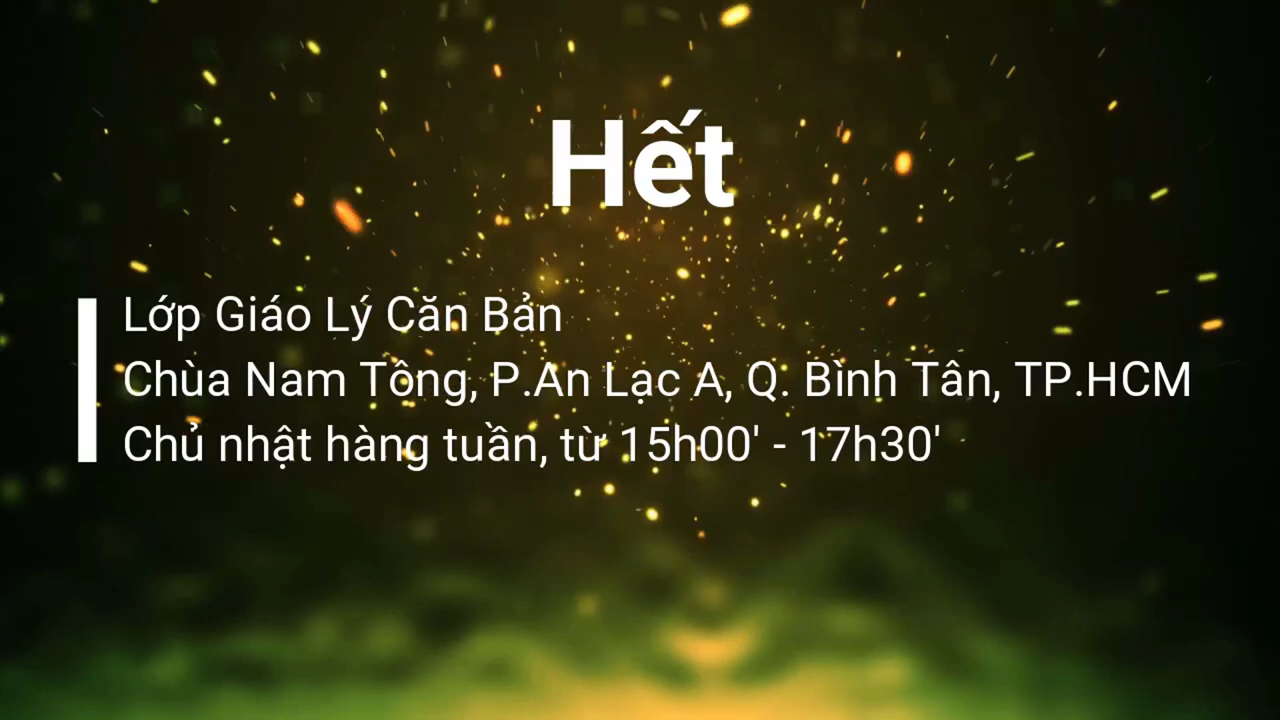 Hết
Lớp Giáo Lý Căn Bản
Chùa Nam Tông, P.An Lạc A, Q. Bình Tân, TP.HCM
Chủ nhật hàng tuần, từ 15h00' - 17h30'